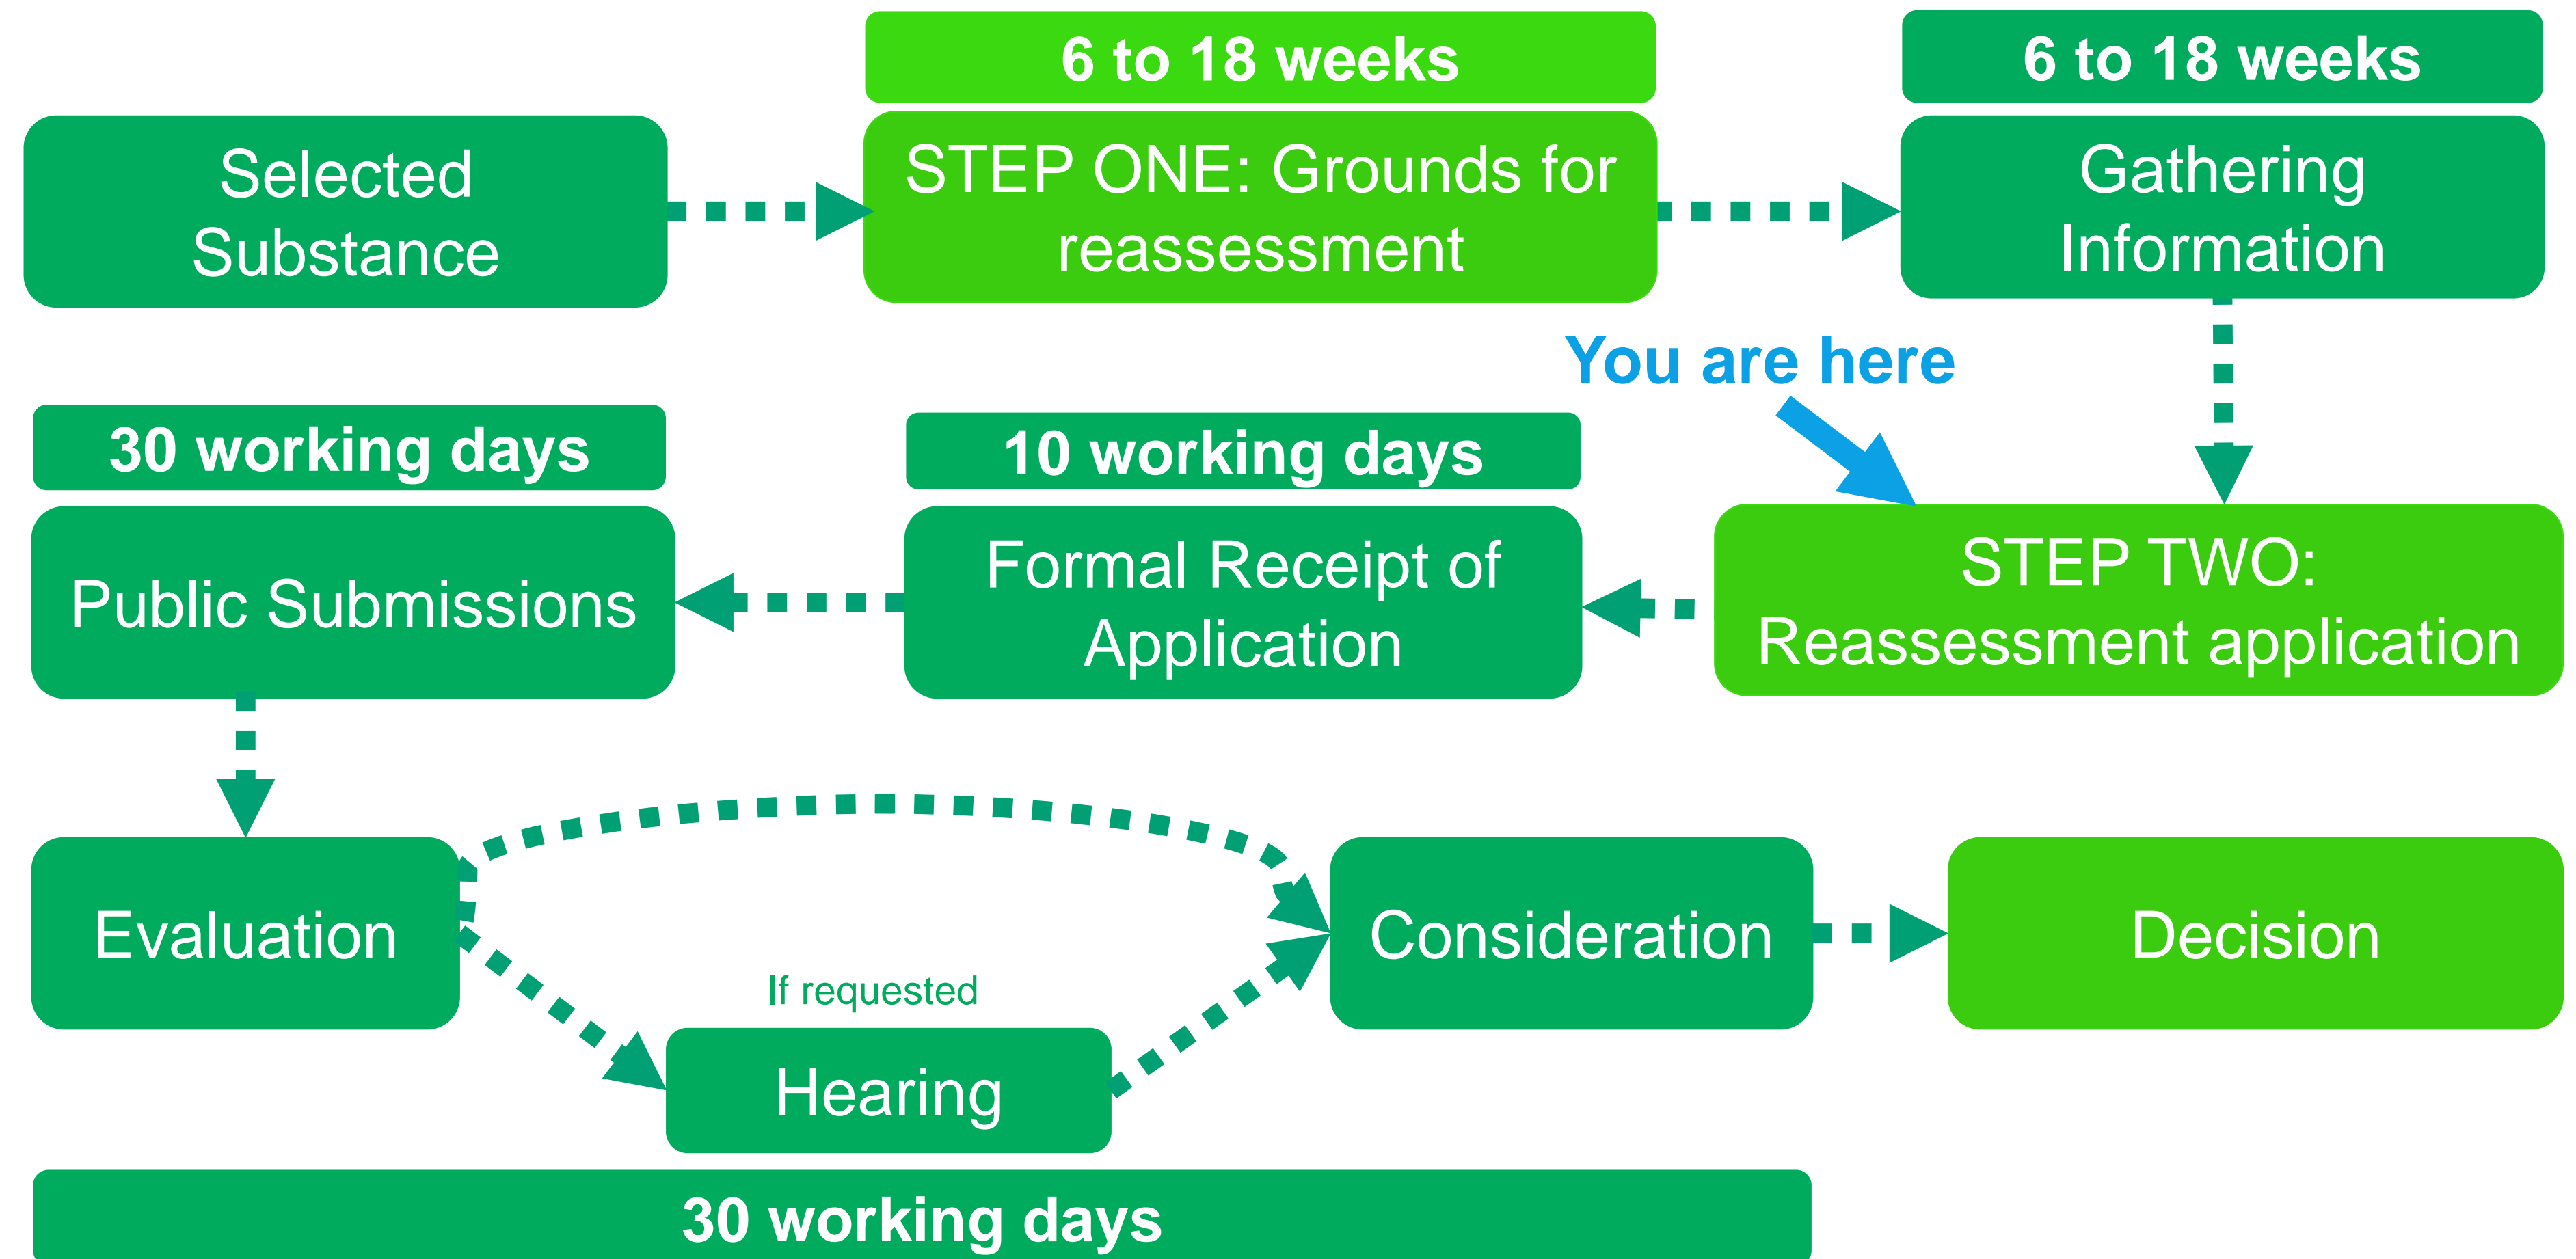 6 to 18 weeks
6 to 18 weeks
Selected
Substance
STEP ONE: Grounds for
reassessment
Gathering
Information
You are here
30 working days
10 working days
Public Submissions
Formal Receipt of
Application
STEP TWO:
Reassessment application
Evaluation
If requested
Hearing
Consideration
Decision
30 working days